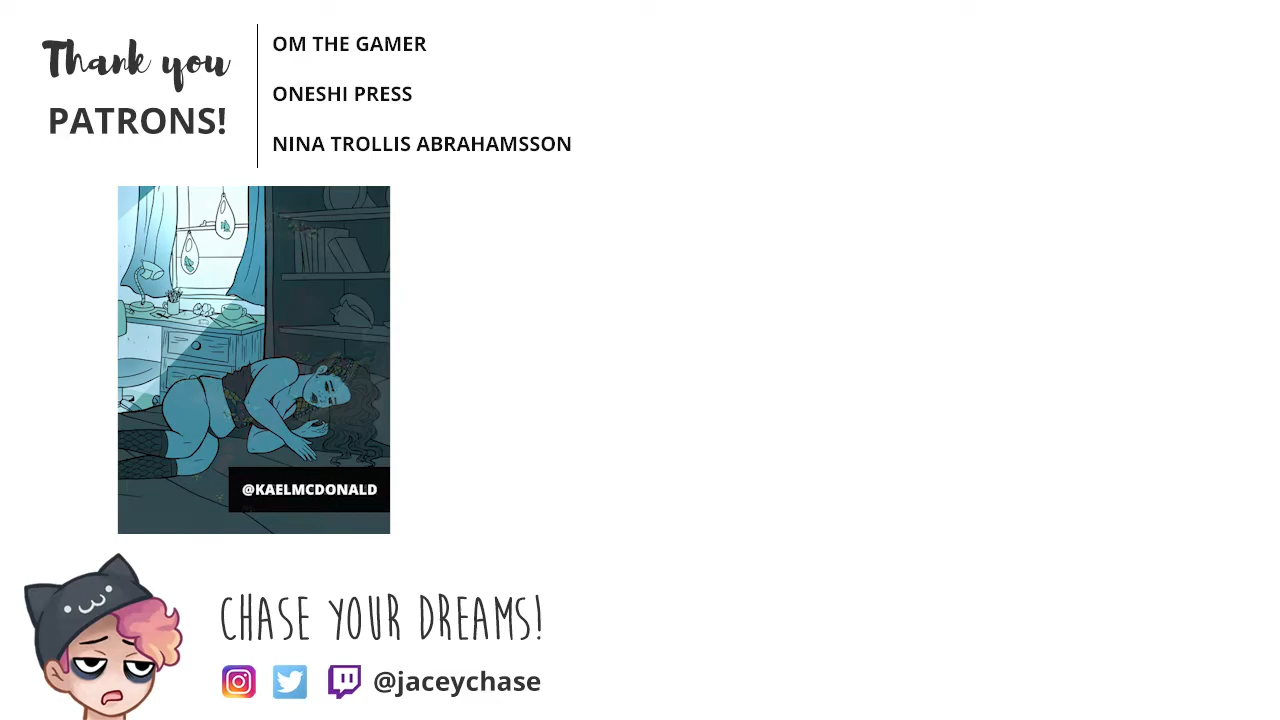 Thank you
PATRONS!
OM THE GAMER
ONESHI PRESS
NINA TROLLIS ABRAHAMSSON
@KAELMCDONALD
CHASE YOUR DREAMS!
@jaceychase